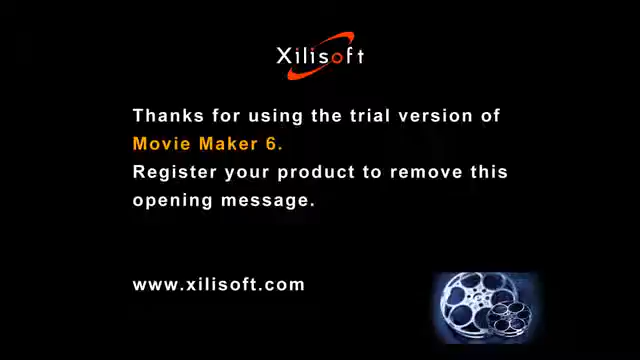 Xilisoft
Thanks for using the trial version of
Movie Maker 6.
Register your product to remove this
opening message.
www.xilisoft.com